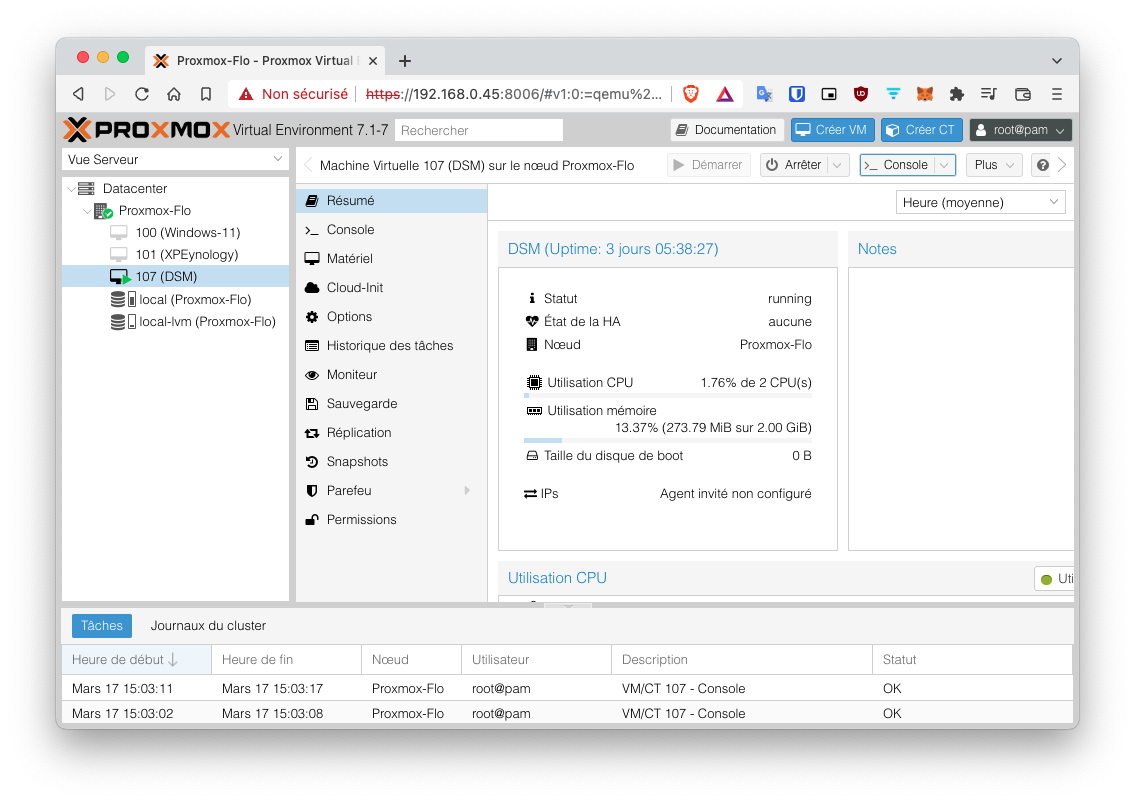 Proxmox-Flo - Proxmox Virtual
Non sécurisé
https://192.168.0.45:8006/#v1:0:=qemu%2...
PROXMOX Virtual Environment 7.1-7
Rechercher
Documentation
Créer VM
Créer CT
root@pam
Vue Serveur
Datacenter
Proxmox-Flo
100 (Windows-11)
101 (XPEynology)
107 (DSM)
local (Proxmox-Flo)
local-lvm (Proxmox-Flo)
Machine Virtuelle 107 (DSM) sur le nœud Proxmox-Flo
Démarrer
Arrêter
>_ Console
Plus
Résumé
Console
Matériel
Cloud-Init
Options
Historique des tâches
Moniteur
Sauvegarde
Réplication
Snapshots
Parefeu
Permissions
Heure (moyenne)
DSM (Uptime: 3 jours 05:38:27)
Statut running
État de la HA aucune
Nœud Proxmox-Flo
Utilisation CPU 1.76% de 2 CPU(s)
Utilisation mémoire
13.37% (273.79 MiB sur 2.00 GiB)
Taille du disque de boot 0 B
IPs Agent invité non configuré
Notes
Utilisation CPU
Uti
Tâches Journaux du cluster
Heure de début Heure de fin Nœud Utilisateur Description Statut
Mars 17 15:03:11 Mars 17 15:03:17 Proxmox-Flo root@pam VM/CT 107 - Console OK
Mars 17 15:03:02 Mars 17 15:03:08 Proxmox-Flo root@pam VM/CT 107 - Console OK